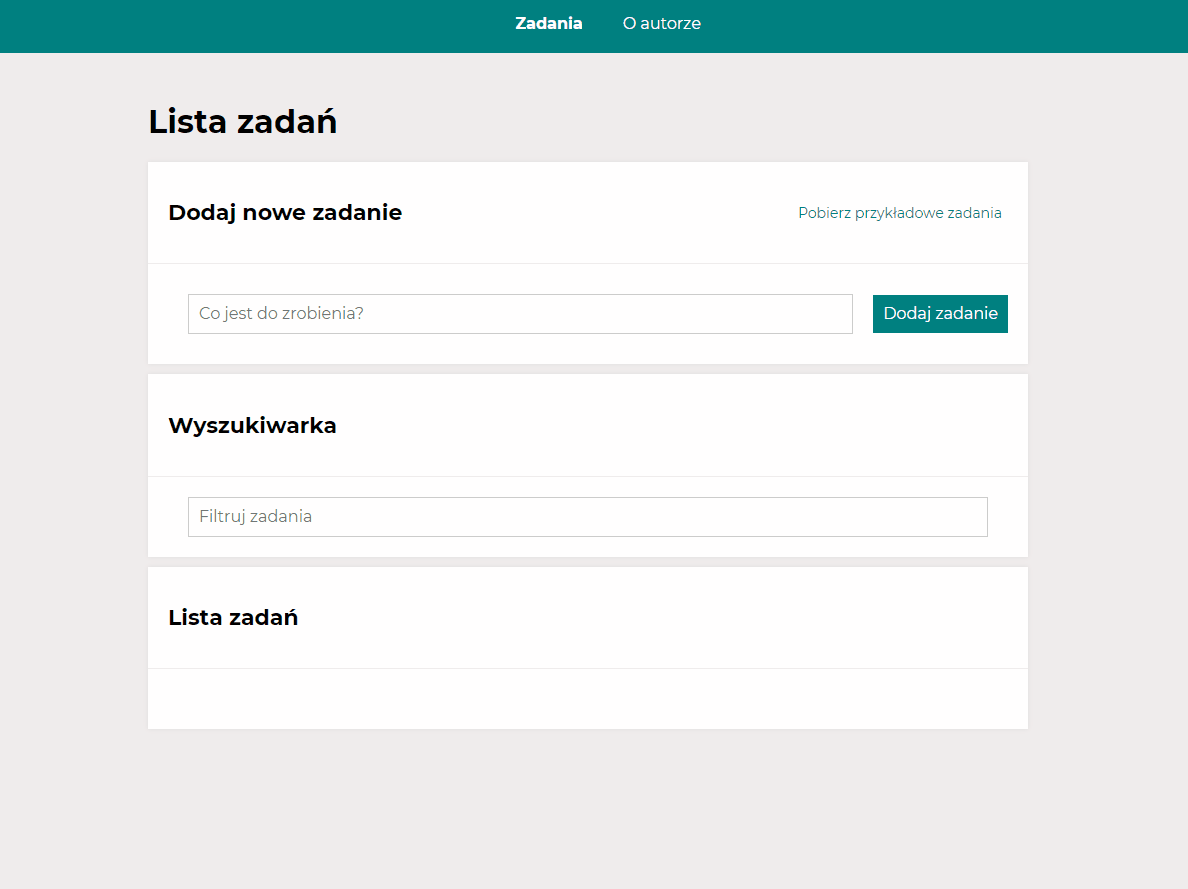 Zadania O autorze
Lista zadań
Dodaj nowe zadanie Pobierz przykładowe zadania
Co jest do zrobienia? Dodaj zadanie
Wyszukiwarka
Filtruj zadania
Lista zadań